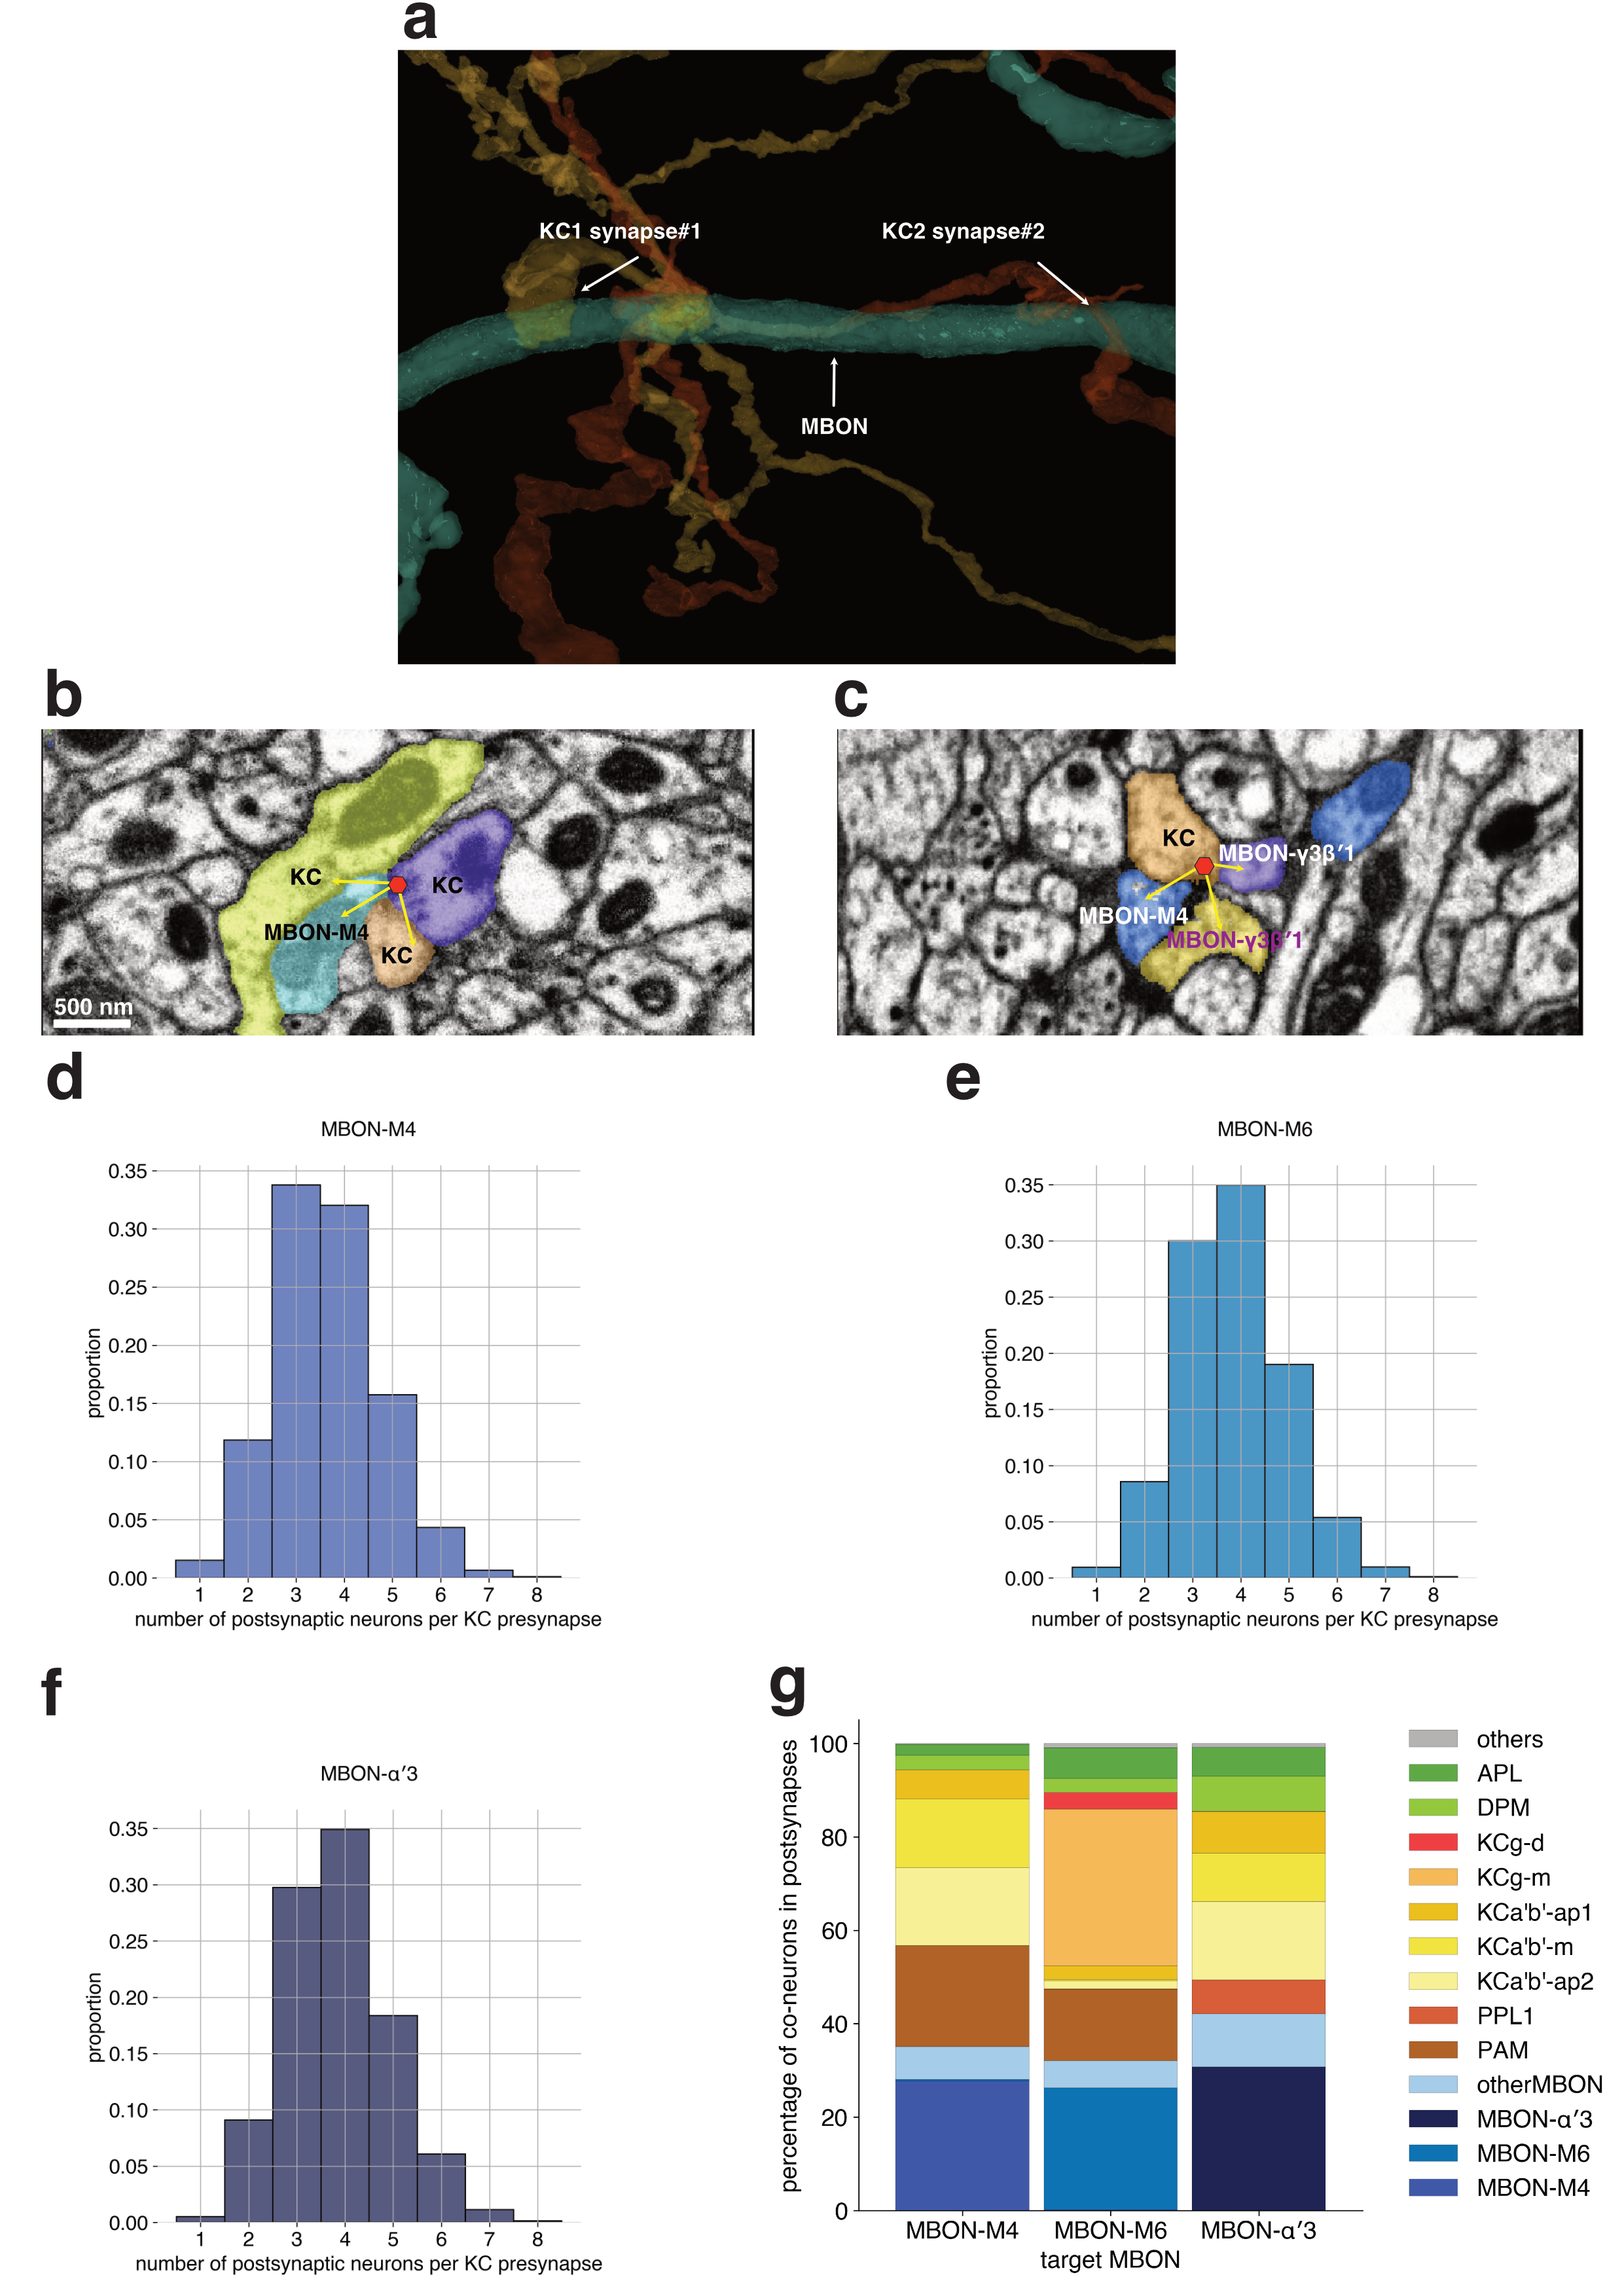 a
KC1 synapse#1
KC2 synapse#2
MBON
b
c
KC
KC
MBON-M4
KC
500 nm
KC
MBON-γ3β′1
MBON-M4
MBON-γ3β′1
d
e
MBON-M4
0.35
0.30
0.25
0.20
0.15
0.10
0.05
0.00
proportion
1 2 3 4 5 6 7 8
number of postsynaptic neurons per KC presynapse
MBON-M6
0.35
0.30
0.25
0.20
0.15
0.10
0.05
0.00
proportion
1 2 3 4 5 6 7 8
number of postsynaptic neurons per KC presynapse
f
g
MBON-α′3
0.35
0.30
0.25
0.20
0.15
0.10
0.05
0.00
proportion
1 2 3 4 5 6 7 8
number of postsynaptic neurons per KC presynapse
percentage of co-neurons in postsynapses
100
80
60
40
20
0
MBON-M4 MBON-M6 MBON-α′3
target MBON
others
APL
DPM
KCg-d
KCg-m
KCa'b'-ap1
KCa'b'-m
KCa'b'-ap2
PPL1
PAM
otherMBON
MBON-α′3
MBON-M6
MBON-M4